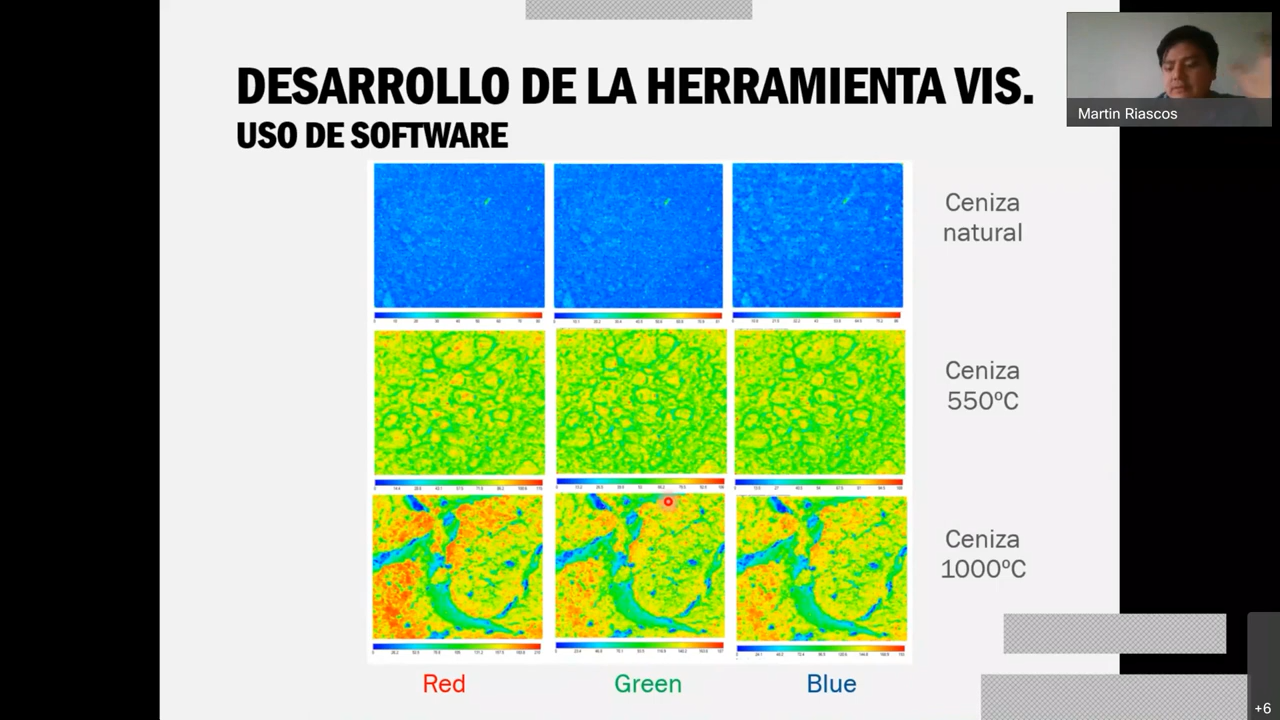 DESARROLLO DE LA HERRAMIENTA VIS.
USO DE SOFTWARE
Martin Riascos
Ceniza
natural
Ceniza
550ºC
Ceniza
1000ºC
Red
Green
Blue
+6